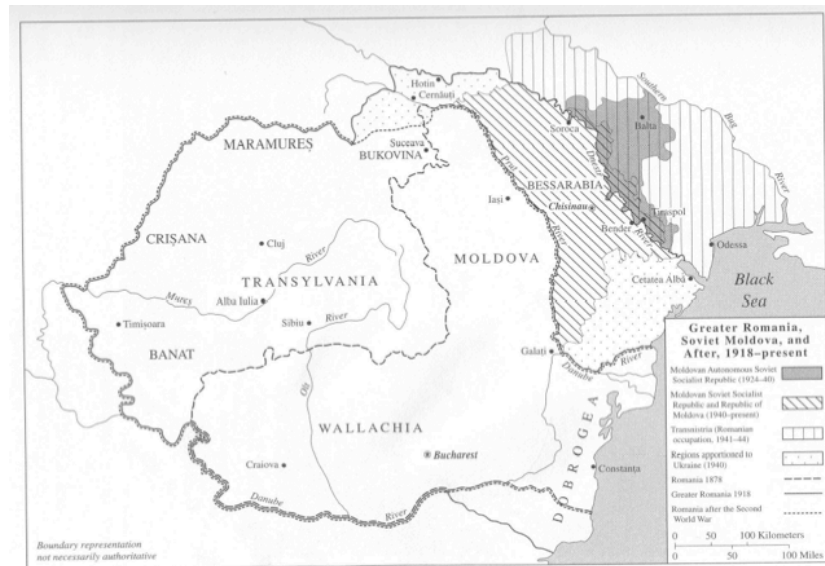 Hotin
Cernăuți
MARAMUREȘ
Suceava
BUKOVINA
Soroca
Balta
Southern
Bug
River
Prut
River
Dniestr
River
BESSARABIA
Chisinau
Iași
Tiraspol
Bender
Odessa
CRIȘANA
Cluj
River
TRANSYLVANIA
MOLDOVA
Mureș
Alba Iulia
Cetatea Albă
Black
Sea
Timișoara
Sibiu
River
BANAT
Galați
Danube
River
Olt
WALLACHIA
Bucharest
Craiova
DOBROGEA
Constanța
Danube
River
Greater Romania,
Soviet Moldova, and
After, 1918–present
Moldovan Autonomous Soviet
Socialist Republic (1924–40)
Moldovan Soviet Socialist
Republic and Republic of
Moldova (1940–present)
Transnistria (Romanian
occupation, 1941–44)
Regions apportioned to
Ukraine (1940)
Romania 1878
Greater Romania 1918
Romania after the Second
World War
0 50 100 Kilometers
0 50 100 Miles
Boundary representation
not necessarily authoritative